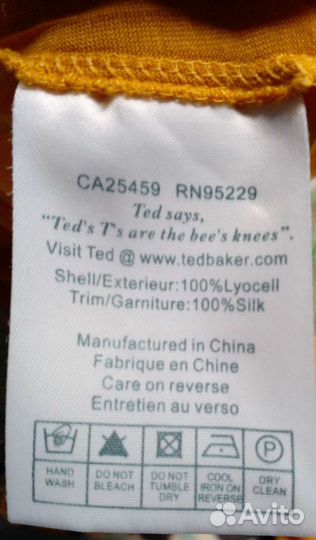 CA25459 RN95229
Ted says,
"Ted's T's are the bee's knees".
Visit Ted @ www.tedbaker.com
Shell/Exterieur:100%Lyocell
Trim/Garniture:100%Silk
Manufactured in China
Fabrique en Chine
Care on reverse
Entretien au verso
P
HAND WASH
DO NOT BLEACH
DO NOT TUMBLE DRY
COOL IRON ON REVERSE
DRY CLEAN
Avito